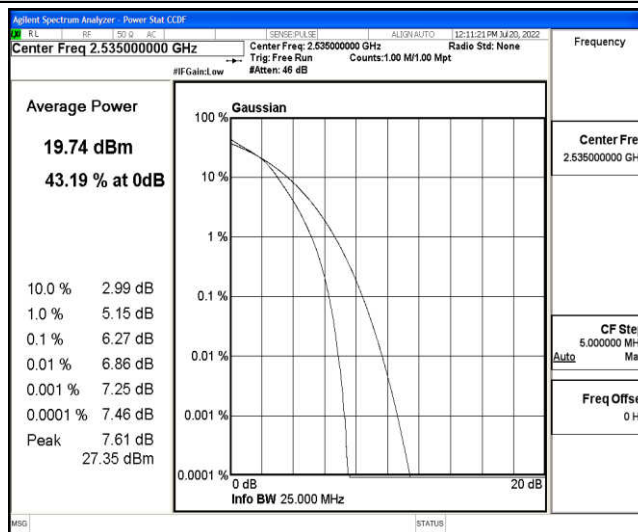 Agilent Spectrum Analyzer - Power Stat CCDF
RL RF 50 Ω AC SENSE:PULSE ALIGN AUTO 12:11:21 PM Jul 20, 2022
Center Freq 2.535000000 GHz
Center Freq: 2.535000000 GHz Radio Std: None
Trig: Free Run Counts:1.00 M/1.00 Mpt
#IFGain:Low #Atten: 46 dB
Frequency
Average Power
19.74 dBm
43.19 % at 0dB
10.0 % 2.99 dB
1.0 % 5.15 dB
0.1 % 6.27 dB
0.01 % 6.86 dB
0.001 % 7.25 dB
0.0001 % 7.46 dB
Peak 7.61 dB
27.35 dBm
Gaussian
100 %
10 %
1 %
0.1 %
0.01 %
0.001 %
0.0001 %
0 dB 20 dB
Info BW 25.000 MHz
Center Fre
2.535000000 GH
CF Ste
5.000000 MH
Auto Ma
Freq Offse
0 H
MSG STATUS